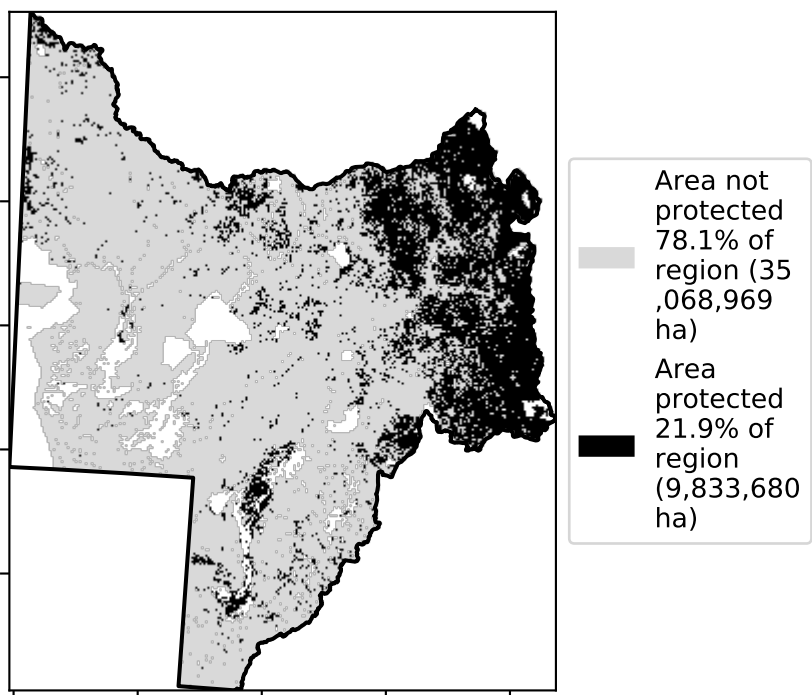 Area not
protected
78.1% of
region (35
,068,969
ha)
Area
protected
21.9% of
region
(9,833,680
ha)